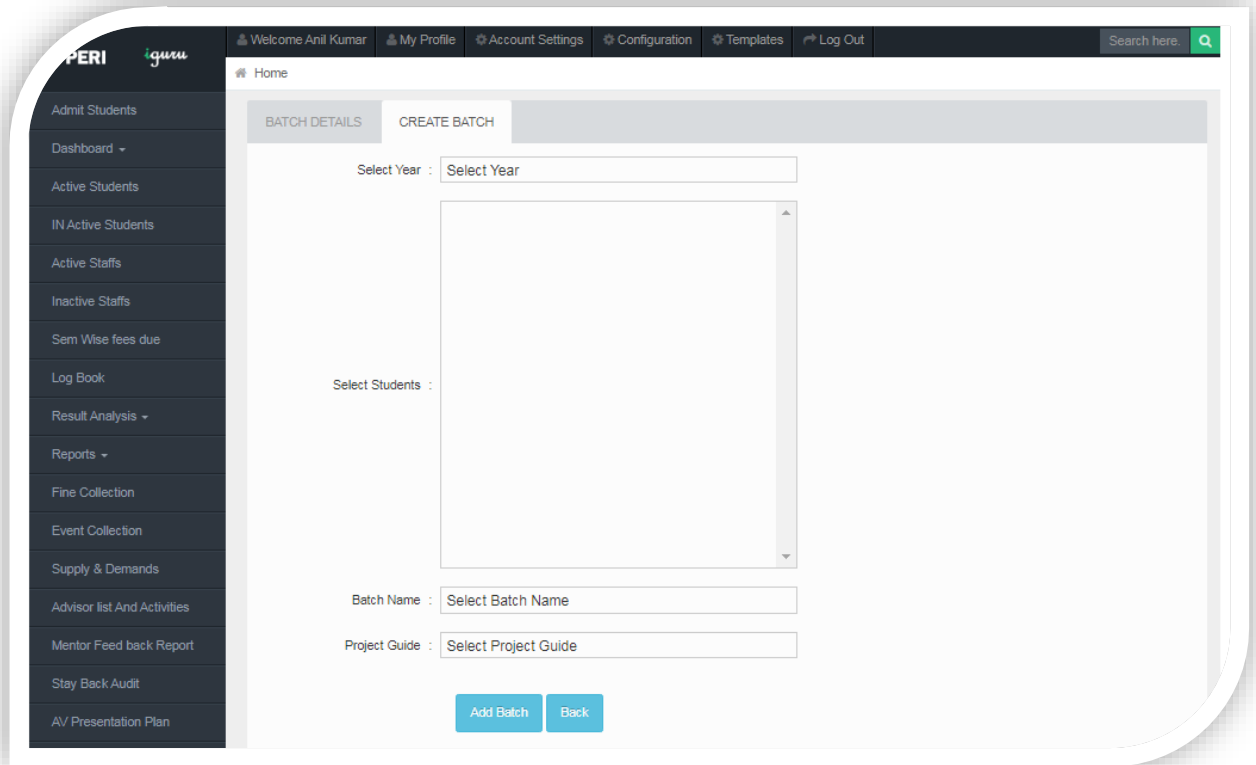 Welcome Anil Kumar My Profile Account Settings Configuration Templates Log Out Search here.
PERI iguru
Home
Admit Students
Dashboard
Active Students
IN Active Students
Active Staffs
Inactive Staffs
Sem Wise fees due
Log Book
Result Analysis
Reports
Fine Collection
Event Collection
Supply & Demands
Advisor list And Activities
Mentor Feed back Report
Stay Back Audit
AV Presentation Plan
BATCH DETAILS CREATE BATCH
Select Year : Select Year
Select Students :
Batch Name : Select Batch Name
Project Guide : Select Project Guide
Add Batch Back